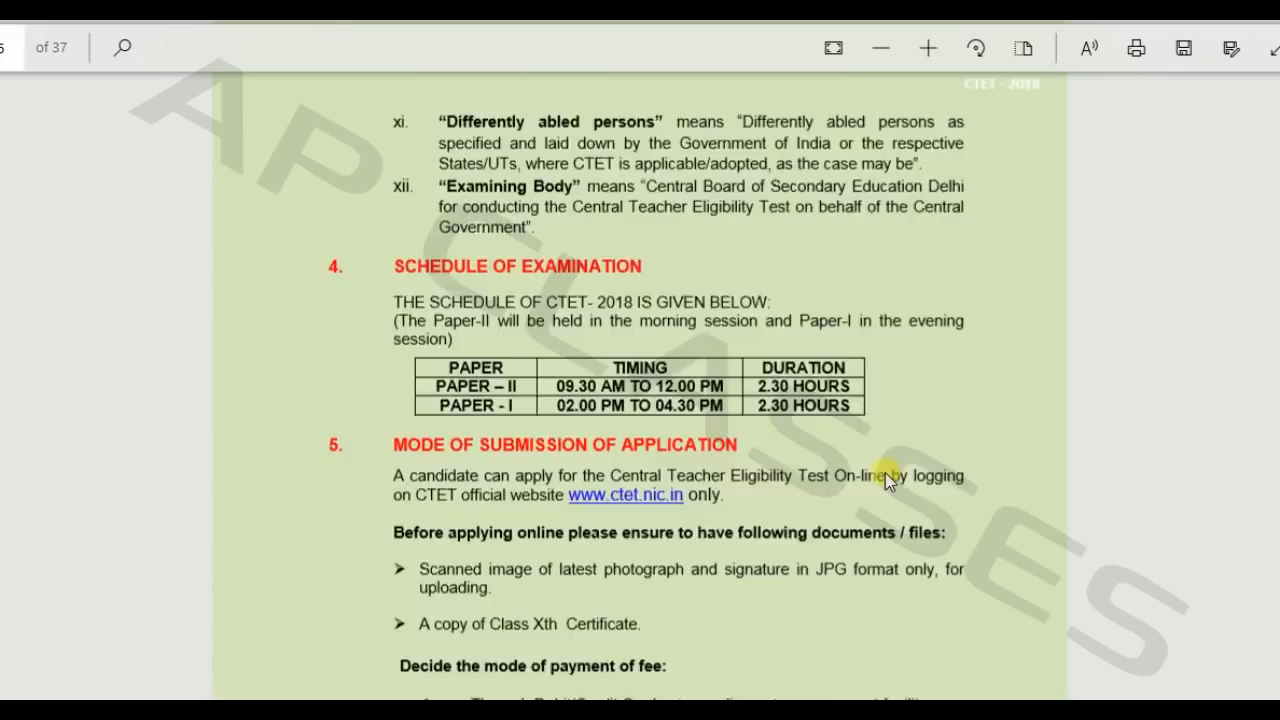 of 37
CTET - 2018
xi. “Differently abled persons” means “Differently abled persons as
specified and laid down by the Government of India or the respective
States/UTs, where CTET is applicable/adopted, as the case may be”.
xii. “Examining Body” means “Central Board of Secondary Education Delhi
for conducting the Central Teacher Eligibility Test on behalf of the Central
Government”.
4. SCHEDULE OF EXAMINATION
THE SCHEDULE OF CTET- 2018 IS GIVEN BELOW:
(The Paper-II will be held in the morning session and Paper-I in the evening
session)
PAPER TIMING DURATION
PAPER – II 09.30 AM TO 12.00 PM 2.30 HOURS
PAPER - I 02.00 PM TO 04.30 PM 2.30 HOURS
5. MODE OF SUBMISSION OF APPLICATION
A candidate can apply for the Central Teacher Eligibility Test On-line by logging
on CTET official website www.ctet.nic.in only.
Before applying online please ensure to have following documents / files:
➢ Scanned image of latest photograph and signature in JPG format only, for
uploading.
➢ A copy of Class Xth Certificate.
Decide the mode of payment of fee:
AP CLASSES